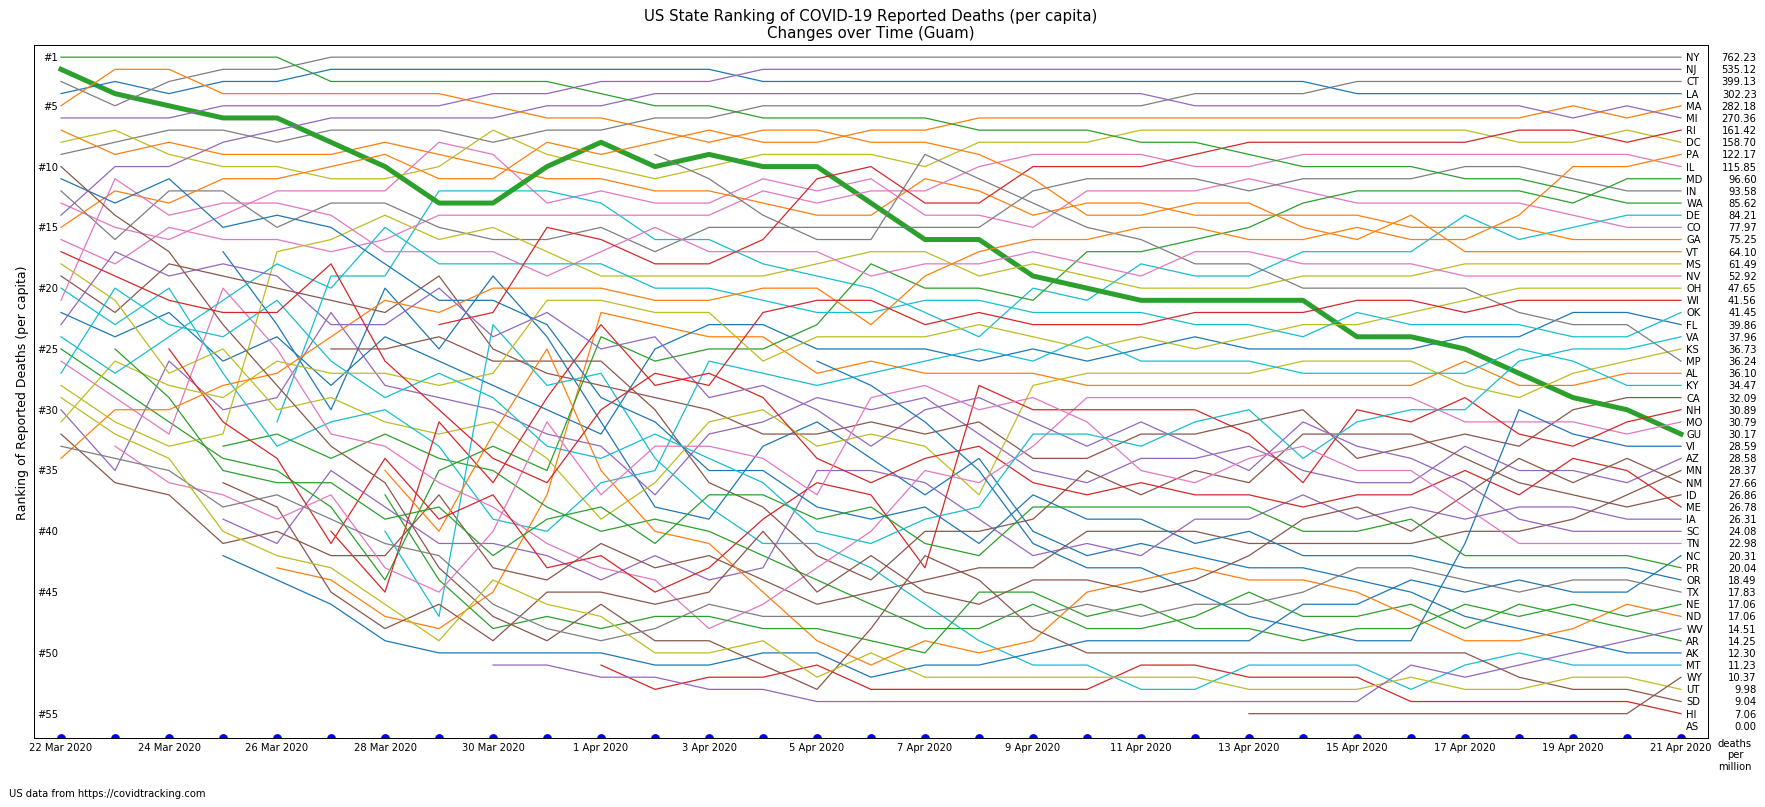 US State Ranking of COVID-19 Reported Deaths (per capita)
Changes over Time (Guam)
Ranking of Reported Deaths (per capita)
#1
#5
#10
#15
#20
#25
#30
#35
#40
#45
#50
#55
NY 762.23
NJ 535.12
CT 399.13
LA 302.23
MA 282.18
MI 270.36
RI 161.42
DC 158.70
PA 122.17
IL 115.85
MD 96.60
IN 93.58
WA 85.62
DE 84.21
CO 77.97
GA 75.25
VT 64.10
MS 61.49
NV 52.92
OH 47.65
WI 41.56
OK 41.45
FL 39.86
VA 37.96
KS 36.73
MP 36.24
AL 36.10
KY 34.47
CA 32.09
NH 30.89
MO 30.79
GU 30.17
VI 28.59
AZ 28.58
MN 28.37
NM 27.66
ID 26.86
ME 26.78
IA 26.31
SC 24.08
TN 22.98
NC 20.31
PR 20.04
OR 18.49
TX 17.83
NE 17.06
ND 17.06
WV 14.51
AR 14.25
AK 12.30
MT 11.23
WY 10.37
UT 9.98
SD 9.04
HI 7.06
AS 0.00
22 Mar 2020 24 Mar 2020 26 Mar 2020 28 Mar 2020 30 Mar 2020 1 Apr 2020 3 Apr 2020 5 Apr 2020 7 Apr 2020 9 Apr 2020 11 Apr 2020 13 Apr 2020 15 Apr 2020 17 Apr 2020 19 Apr 2020 21 Apr 2020
deaths
per
million
US data from https://covidtracking.com